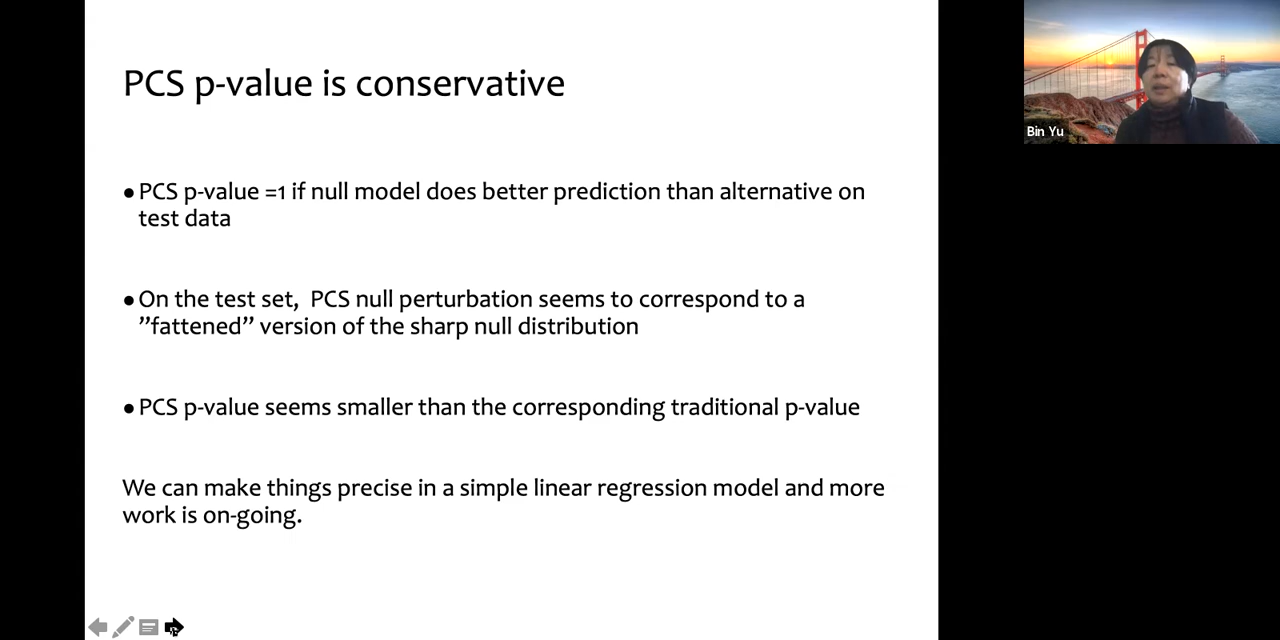 PCS p-value is conservative
●PCS p-value =1 if null model does better prediction than alternative on
test data
●On the test set,  PCS null perturbation seems to correspond to a
”fattened” version of the sharp null distribution
●PCS p-value seems smaller than the corresponding traditional p-value
We can make things precise in a simple linear regression model and more
work is on-going.
Bin Yu